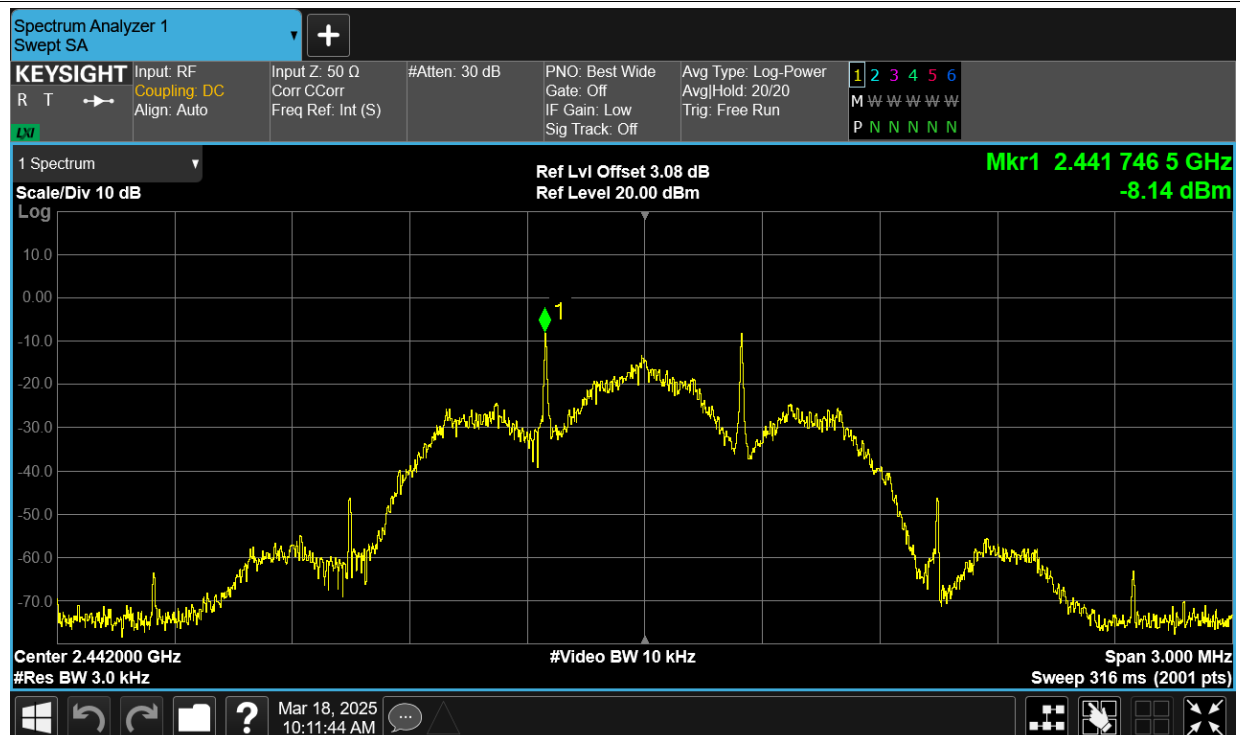 Spectrum Analyzer 1
Swept SA
+
KEYSIGHT
R T
LXI
Input: RF
Coupling: DC
Align: Auto
Input Z: 50 Ω
Corr CCorr
Freq Ref: Int (S)
#Atten: 30 dB
PNO: Best Wide
Gate: Off
IF Gain: Low
Sig Track: Off
Avg Type: Log-Power
Avg|Hold: 20/20
Trig: Free Run
1 2 3 4 5 6
M W W W W W W
P N N N N N N
1 Spectrum
Scale/Div 10 dB
Log
Ref Lvl Offset 3.08 dB
Ref Level 20.00 dBm
Mkr1 2.441 746 5 GHz
-8.14 dBm
10.0
0.00
-10.0
-20.0
-30.0
-40.0
-50.0
-60.0
-70.0
1
Center 2.442000 GHz
#Res BW 3.0 kHz
#Video BW 10 kHz
Span 3.000 MHz
Sweep 316 ms (2001 pts)
?
Mar 18, 2025
10:11:44 AM